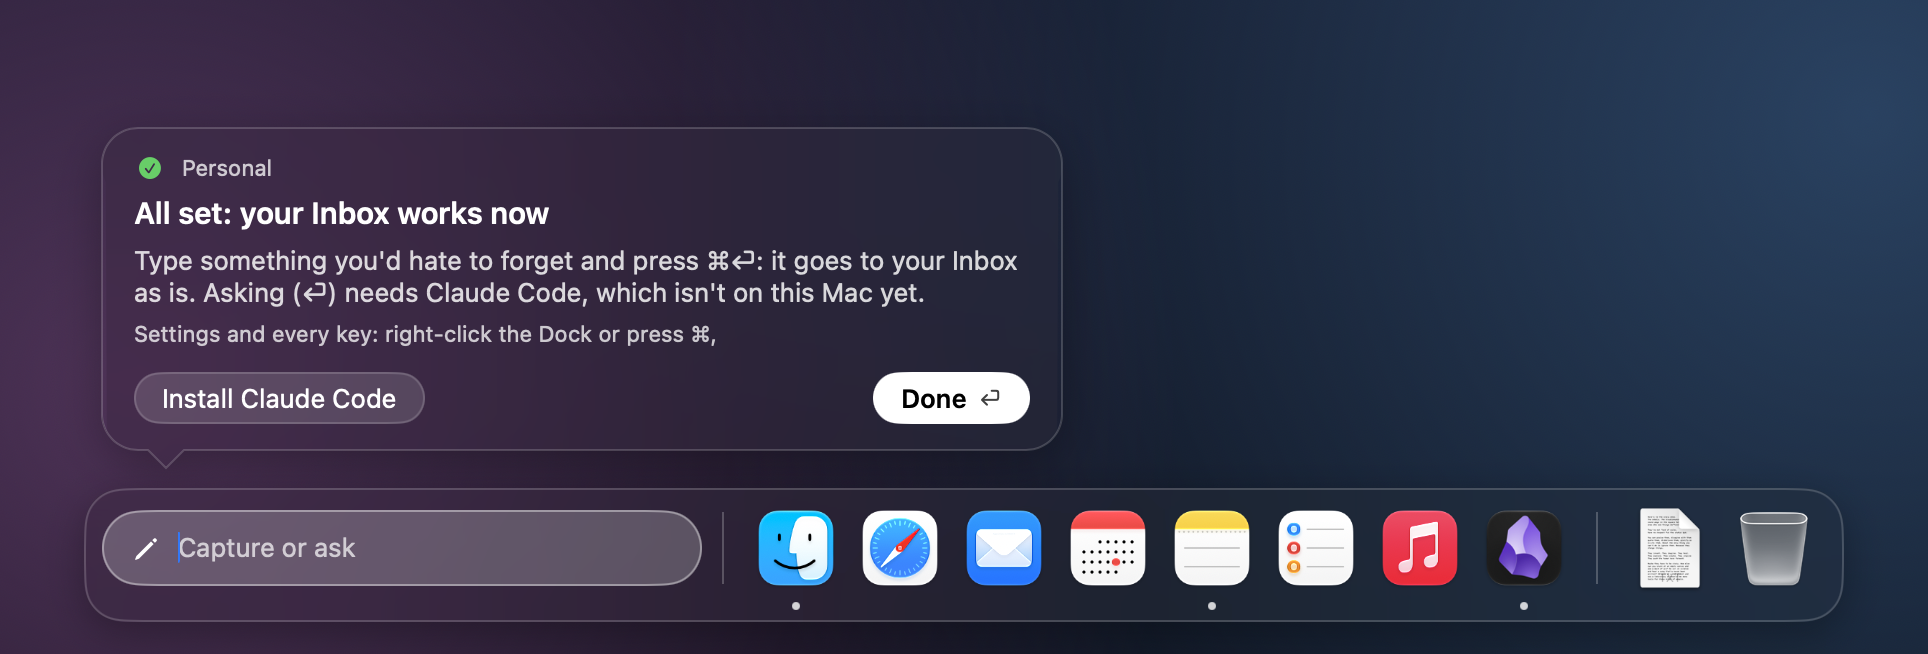 Personal
All set: your Inbox works now
Type something you'd hate to forget and press ⌘↩: it goes to your Inbox
as is. Asking (↩) needs Claude Code, which isn't on this Mac yet.
Settings and every key: right-click the Dock or press ⌘,
Install Claude Code
Done ↩
Capture or ask